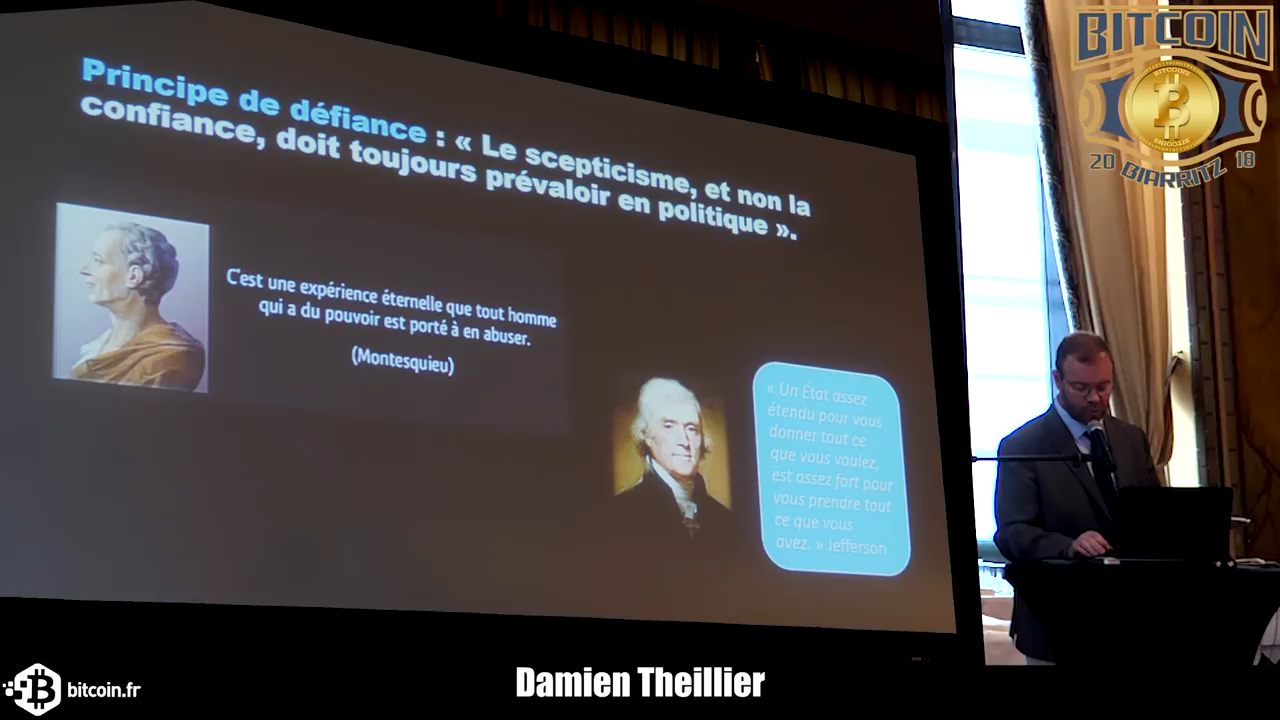 Principe de défiance : « Le scepticisme, et non la
confiance, doit toujours prévaloir en politique ».
C'est une expérience éternelle que tout homme
qui a du pouvoir est porté à en abuser.
(Montesquieu)
« Un État assez
étendu pour vous
donner tout ce
que vous voulez,
est assez fort pour
vous prendre tout
ce que vous
avez. » Jefferson
BITCOIN
BITCOINS
BITCOINS
20 BIARRITZ 18
Damien Theillier
bitcoin.fr